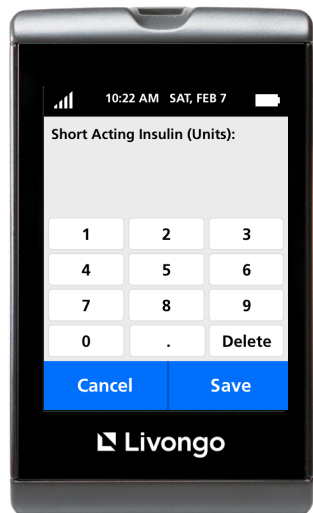 10:22 AM SAT, FEB 7
Short Acting Insulin (Units):
1 2 3
4 5 6
7 8 9
0 . Delete
Cancel Save
Livongo